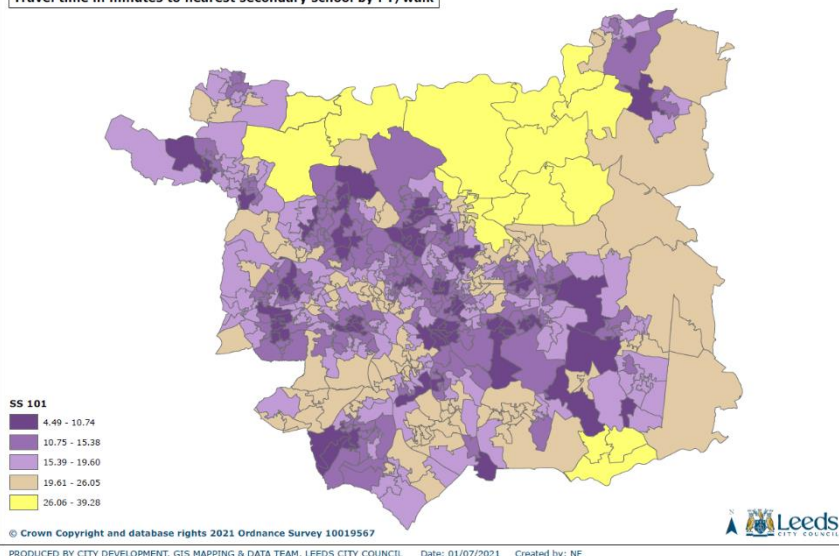 Travel time in minutes to nearest secondary school by PT/walk
SS 101
4.49 - 10.74
10.75 - 15.38
15.39 - 19.60
19.61 - 26.05
26.06 - 39.28
© Crown Copyright and database rights 2021 Ordnance Survey 10019567
N
Leeds
CITY COUNCIL
PRODUCED BY CITY DEVELOPMENT, GIS MAPPING & DATA TEAM, LEEDS CITY COUNCIL Date: 01/07/2021 Created by: NF